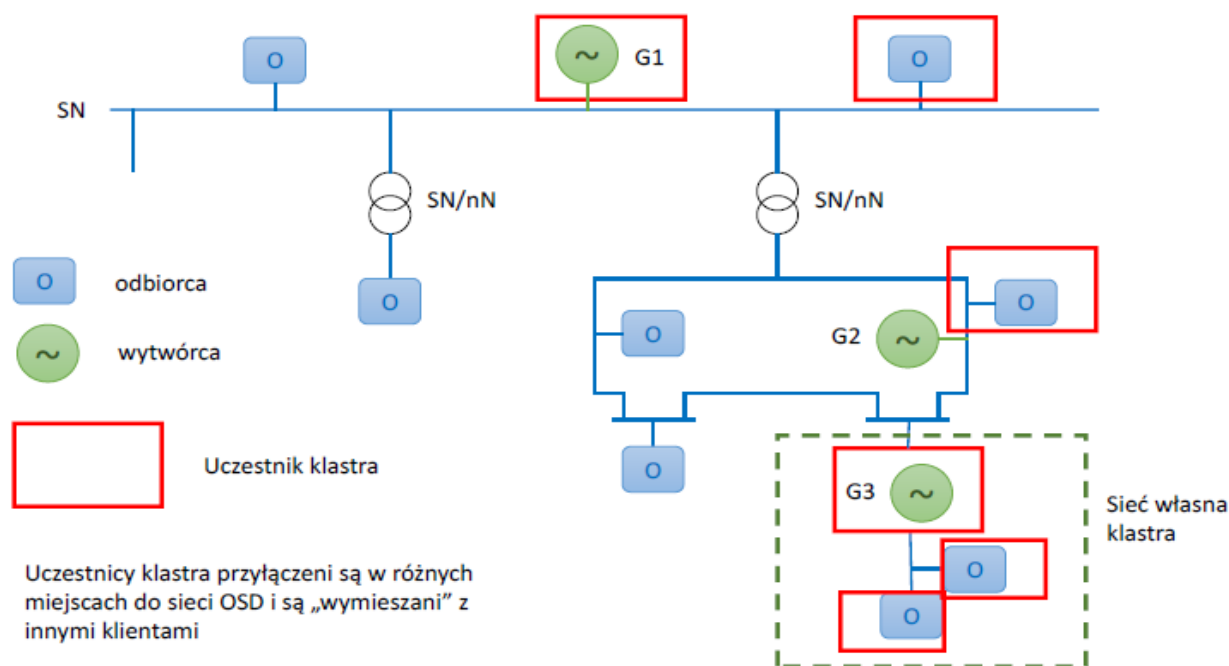 O
~
G1
O
SN
SN/nN
SN/nN
O
odbiorca
O
O
O
~
wytwórca
G2
~
O
Uczestnik klastra
G3
~
Sieć własna
klastra
O
O
Uczestnicy klastra przyłączeni są w różnych
miejscach do sieci OSD i są „wymieszani” z
innymi klientami